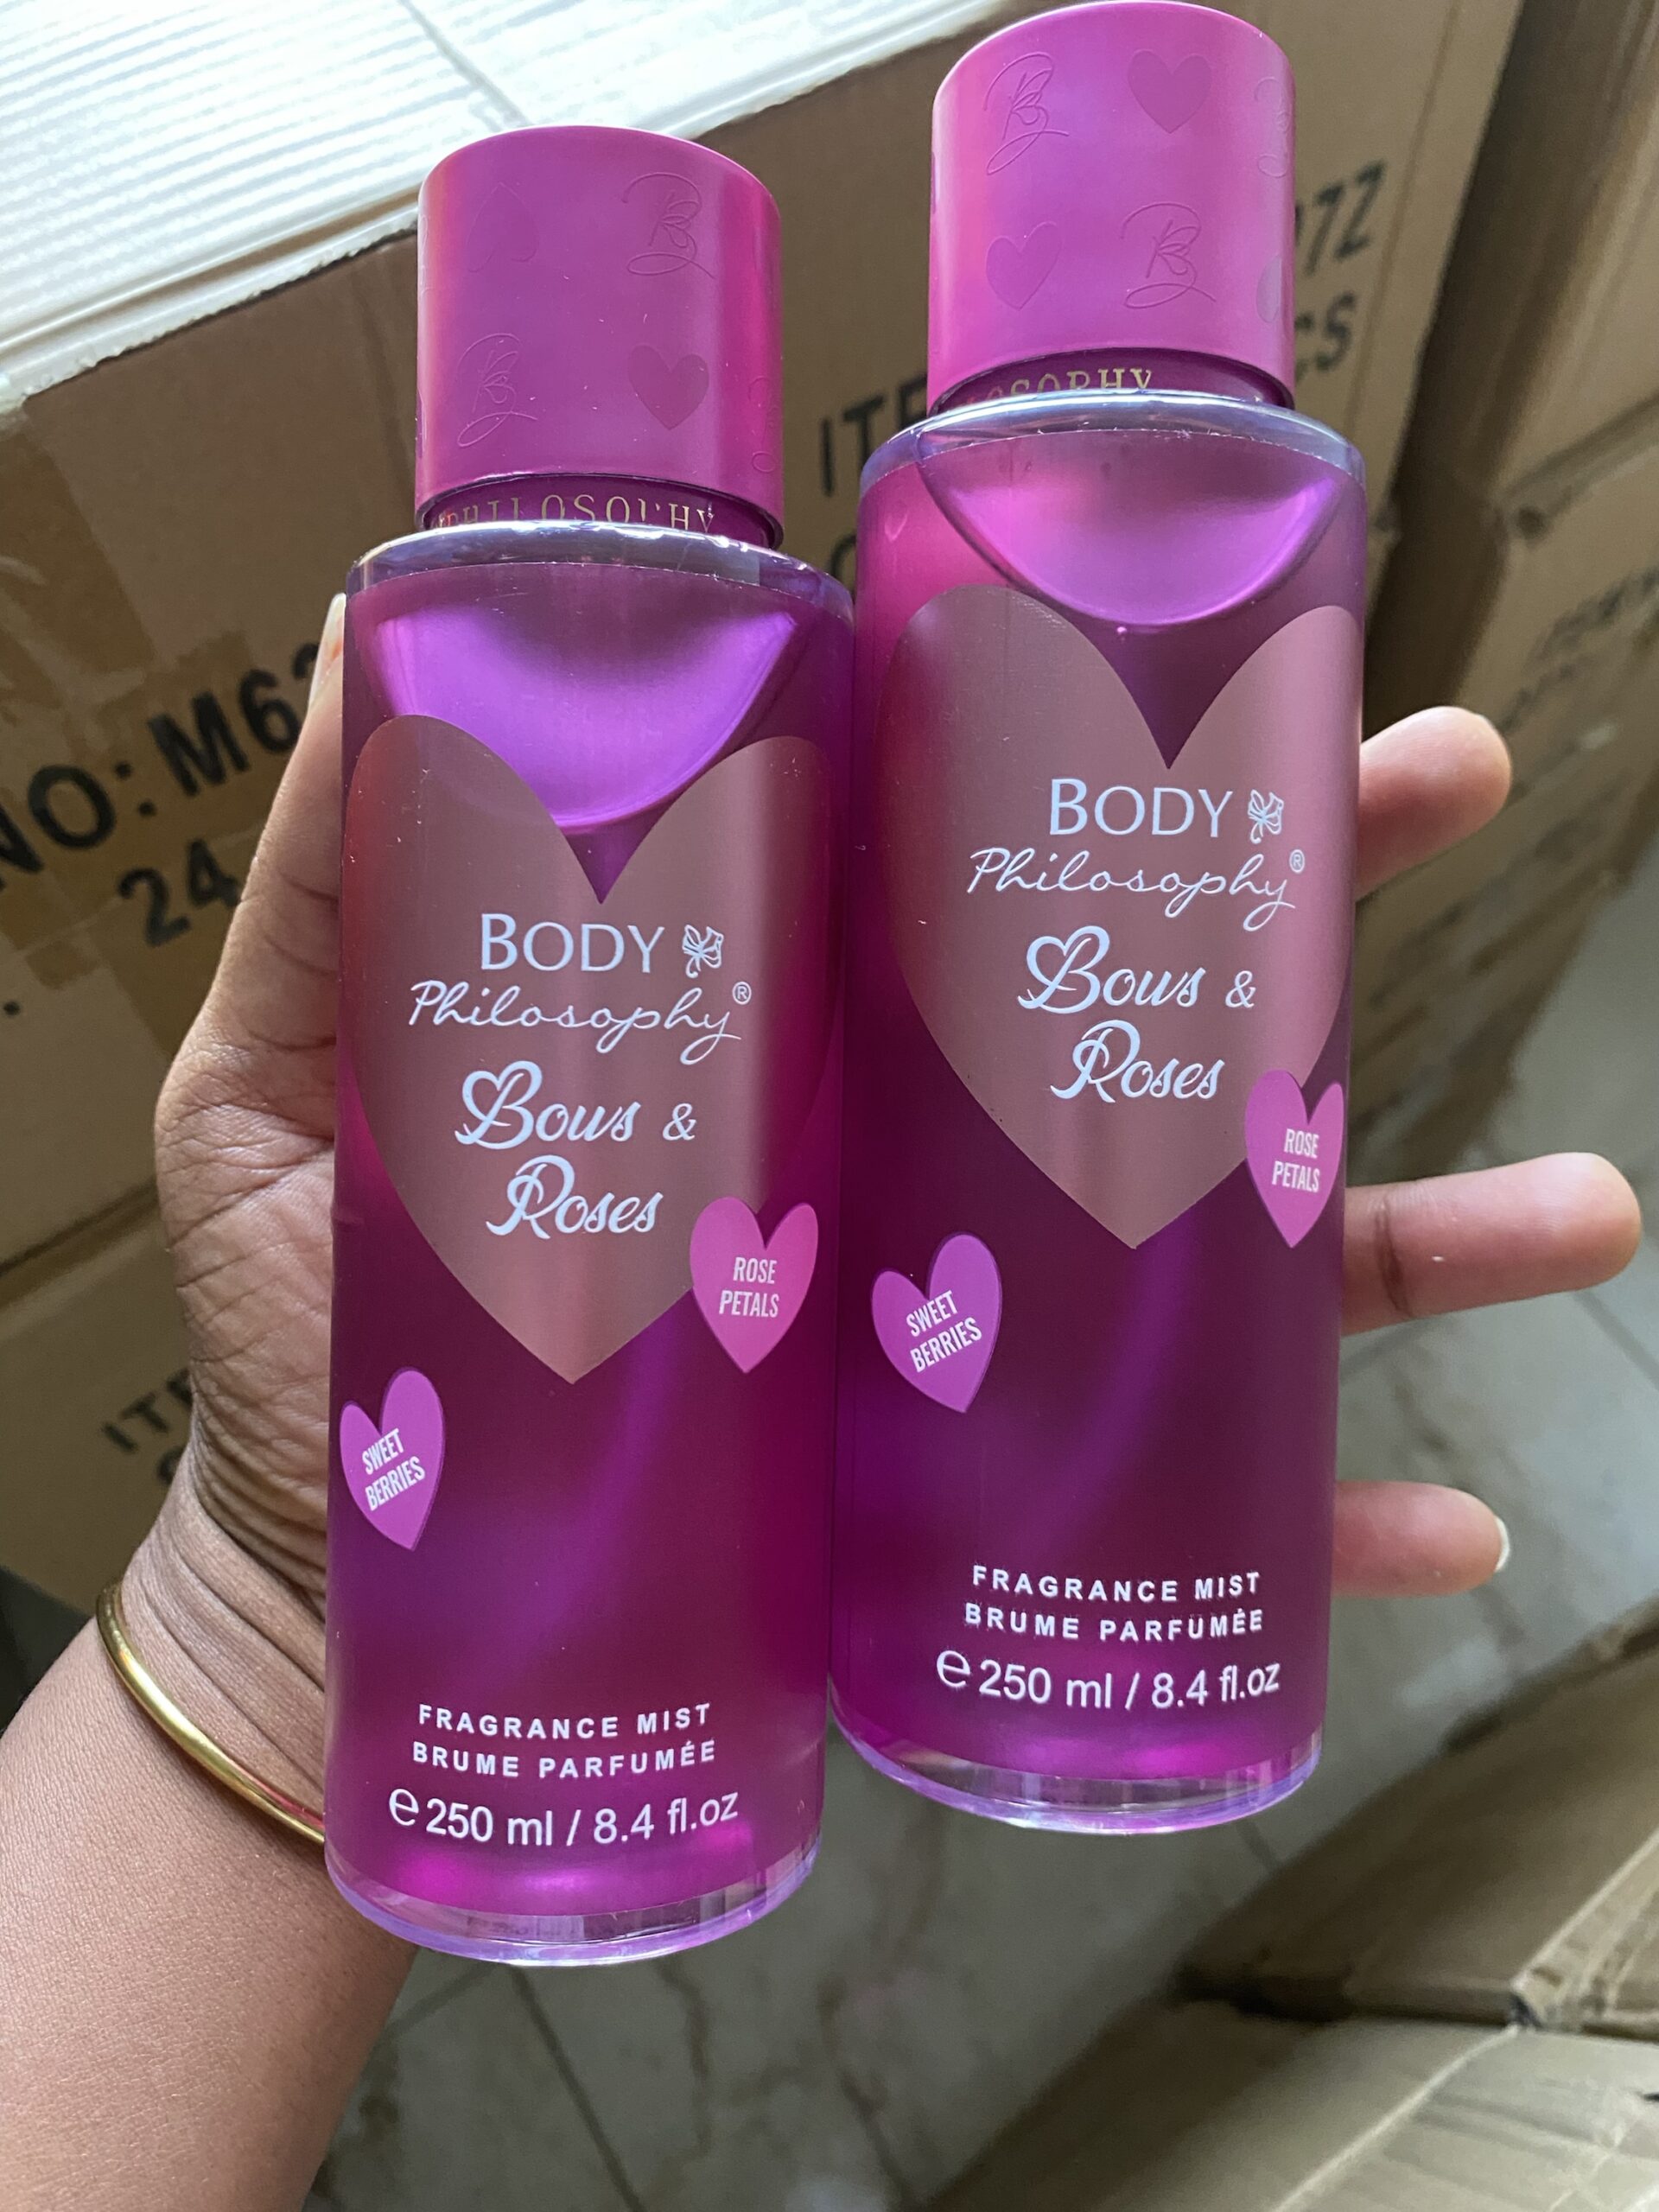 PHILOSOPHY
BODY
Philosophy®
Bows &
Roses
ROSE
PETALS
SWEET
BERRIES
FRAGRANCE MIST
BRUME PARFUMÉE
℮ 250 ml / 8.4 fl.oz
BODY
Philosophy®
Bows &
Roses
ROSE
PETALS
SWEET
BERRIES
FRAGRANCE MIST
BRUME PARFUMÉE
℮ 250 ml / 8.4 fl.oz
NO: M6
24